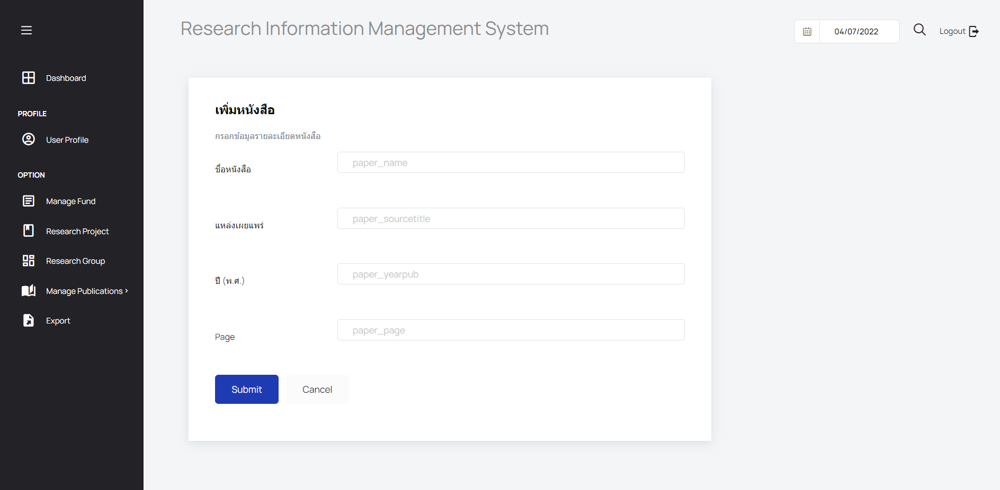 Research Information Management System
04/07/2022
Logout
Dashboard
PROFILE
User Profile
OPTION
Manage Fund
Research Project
Research Group
Manage Publications
Export
เพิ่มหนังสือ
กรอกข้อมูลรายละเอียดหนังสือ
ชื่อหนังสือ
paper_name
แหล่งเผยแพร่
paper_sourcetitle
ปี (พ.ศ.)
paper_yearpub
Page
paper_page
Submit
Cancel